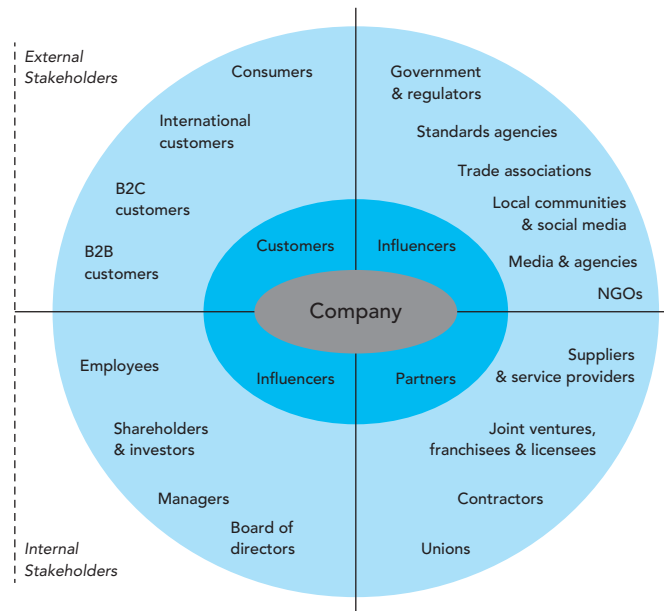 External
Stakeholders
Consumers
International
customers
B2C
customers
B2B
customers
Government
& regulators
Standards agencies
Trade associations
Local communities
& social media
Media & agencies
NGOs
Customers
Influencers
Company
Influencers
Partners
Employees
Shareholders
& investors
Managers
Board of
directors
Suppliers
& service providers
Joint ventures,
franchisees & licensees
Contractors
Unions
Internal
Stakeholders